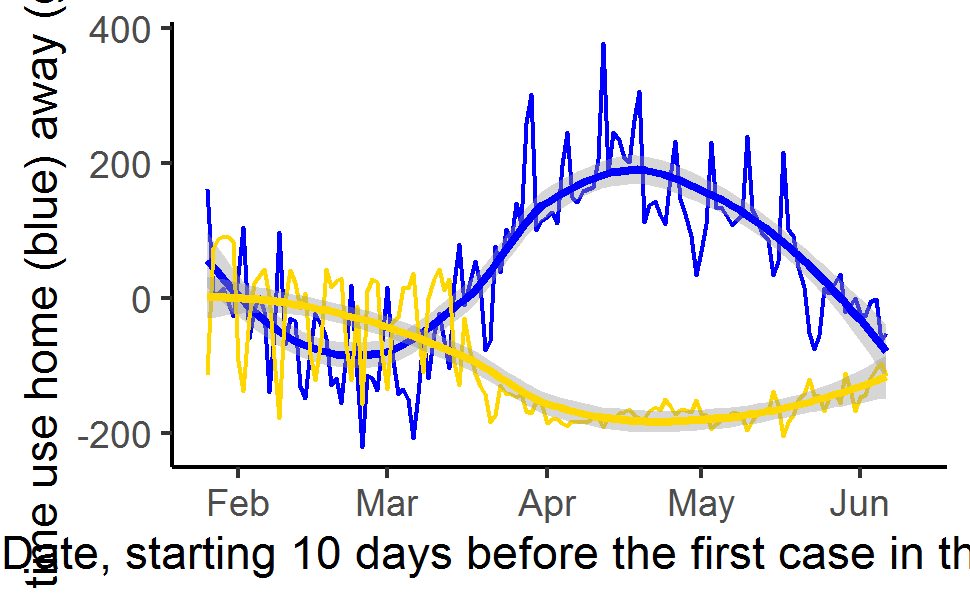 time use home (blue) away (
400
200
0
-200
Feb Mar Apr May Jun
Date, starting 10 days before the first case in th